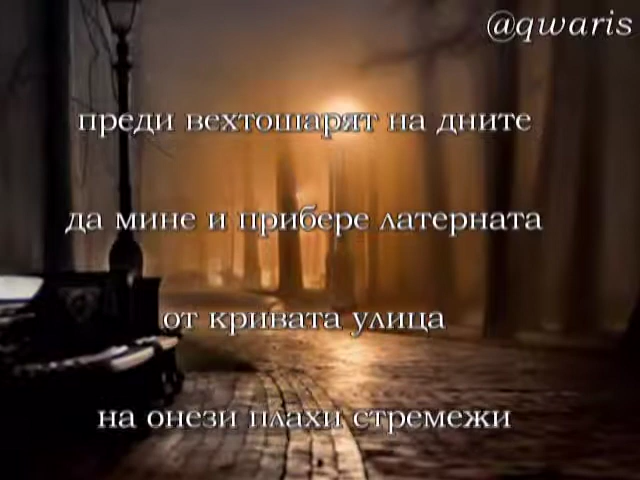 @qwaris
преди вехтошарят на дните
да мине и прибере латерната
от кривата улица
на онези плахи стремежи